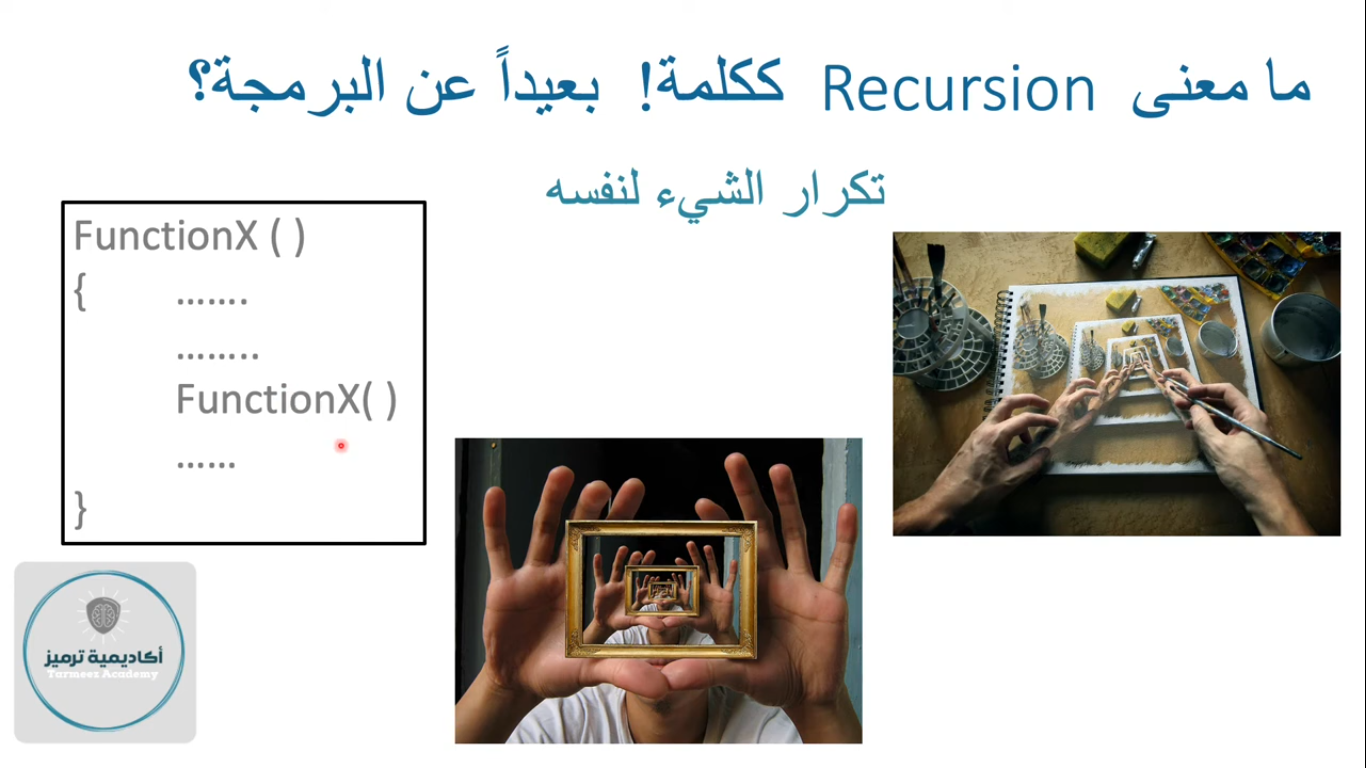 ما معنى Recursion ككلمة! بعيداً عن البرمجة؟
تكرار الشيء لنفسه
FunctionX ( )
{ .......
........
FunctionX( )
......
}
أكاديمية ترميز
Tarmeez Academy